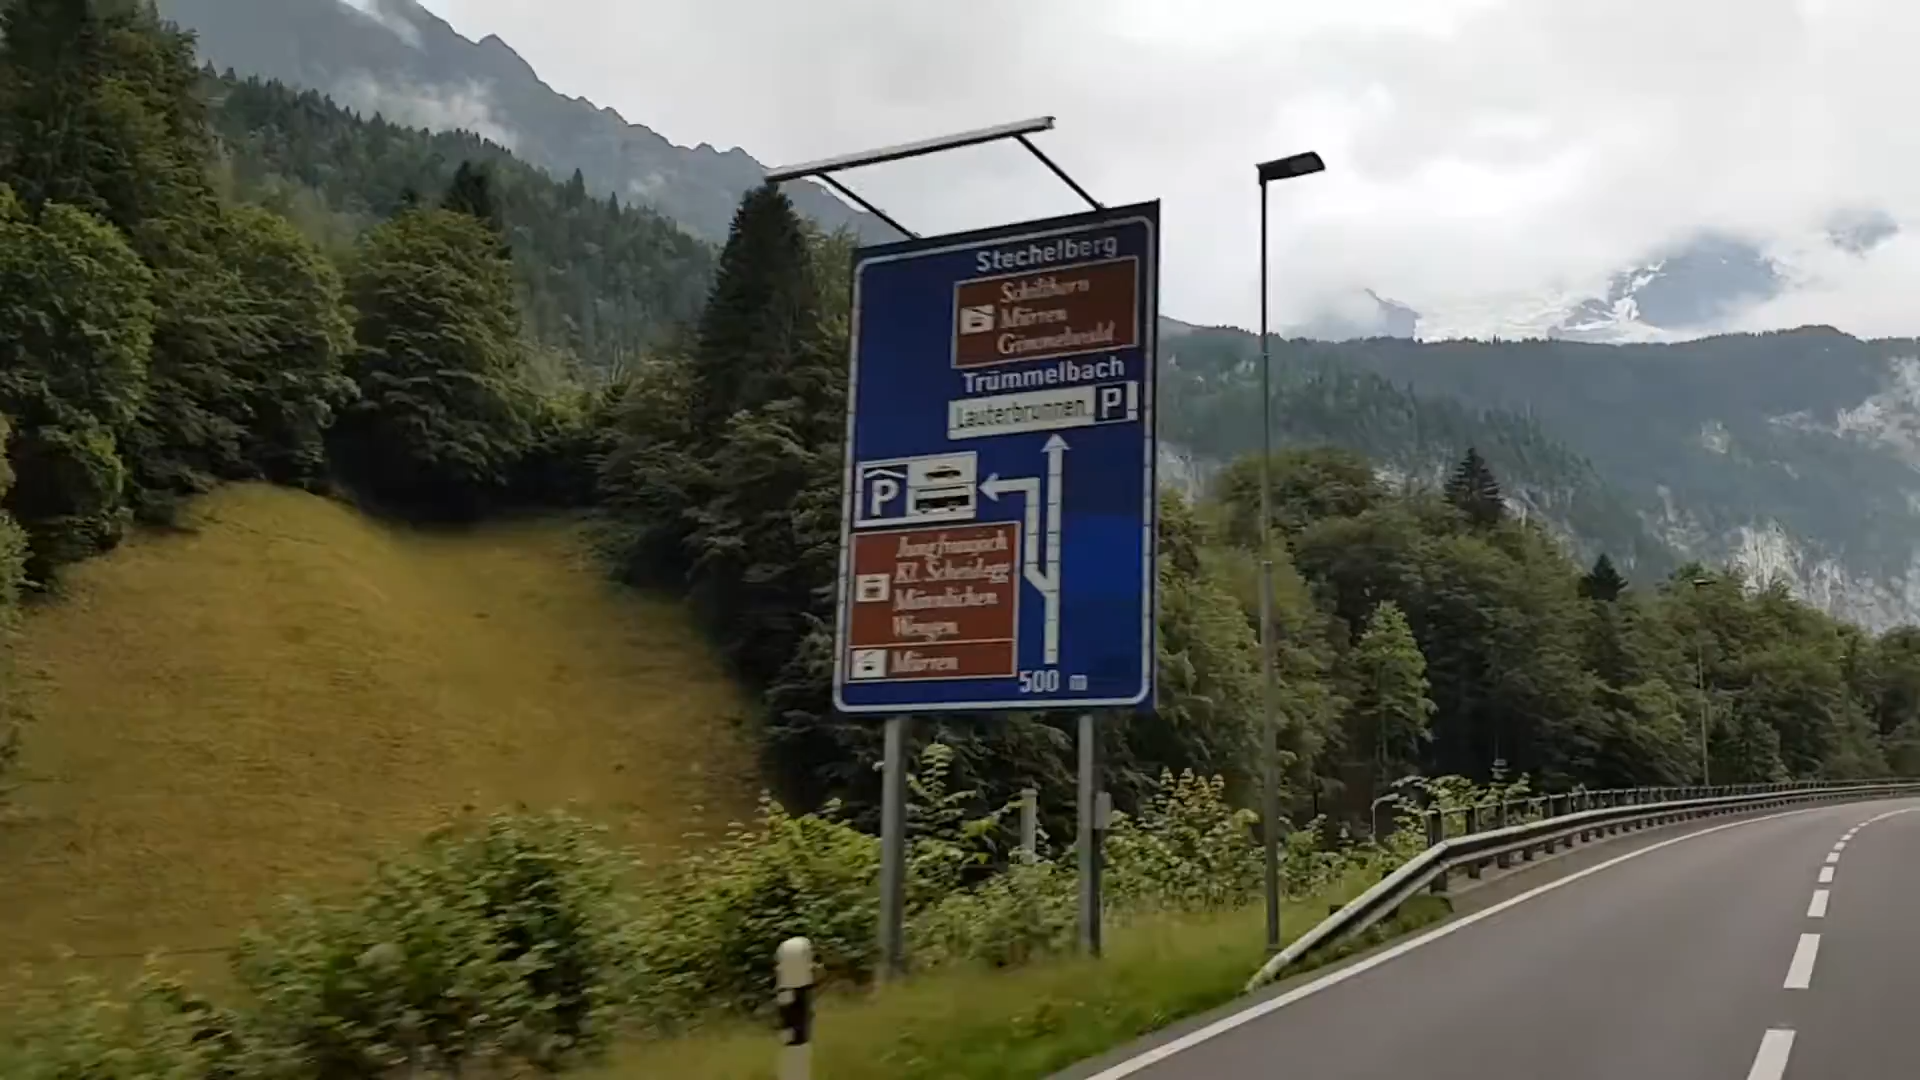 Stechelberg
Schilthorn
Mürren
Gimmelwald
Trümmelbach
Lauterbrunnen P
P
Jungfraujoch
Kl. Scheidegg
Männlichen
Wengen
Mürren
500 m